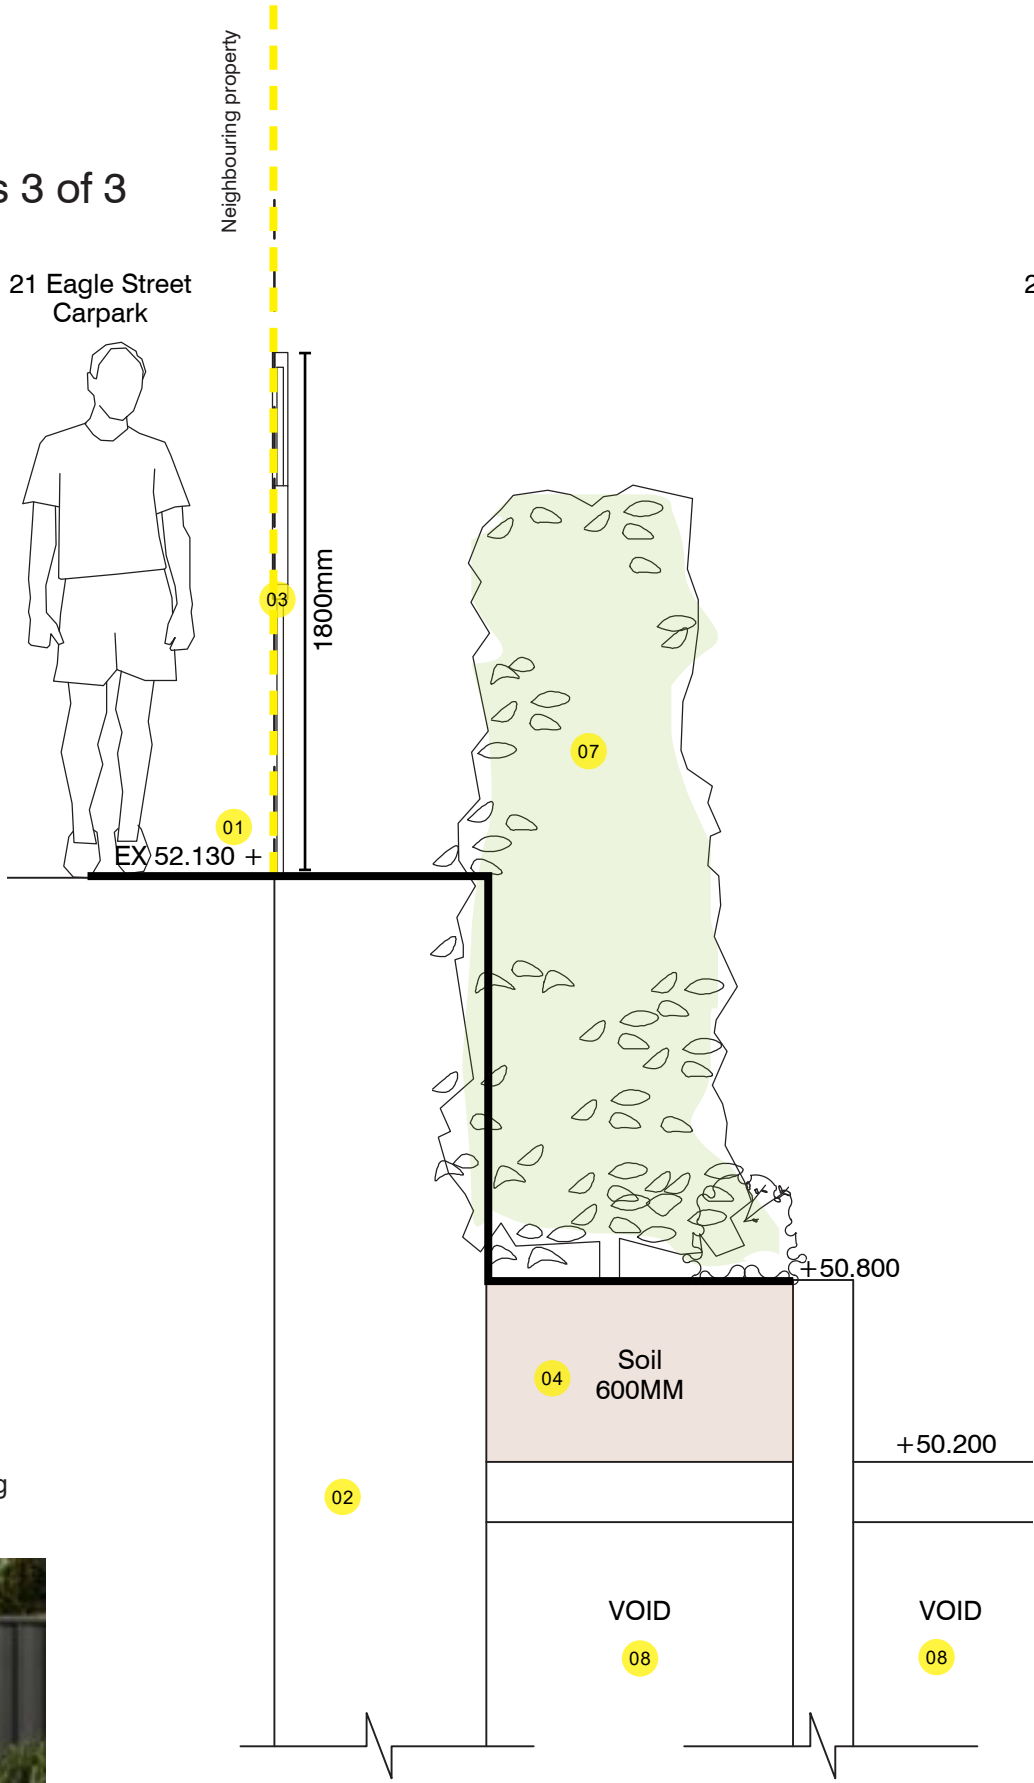 Neighbouring property
3 of 3
21 Eagle Street
Carpark
03
1800mm
07
01
EX 52.130 +
+50.800
Soil
600MM
04
+50.200
02
VOID
VOID
08
08